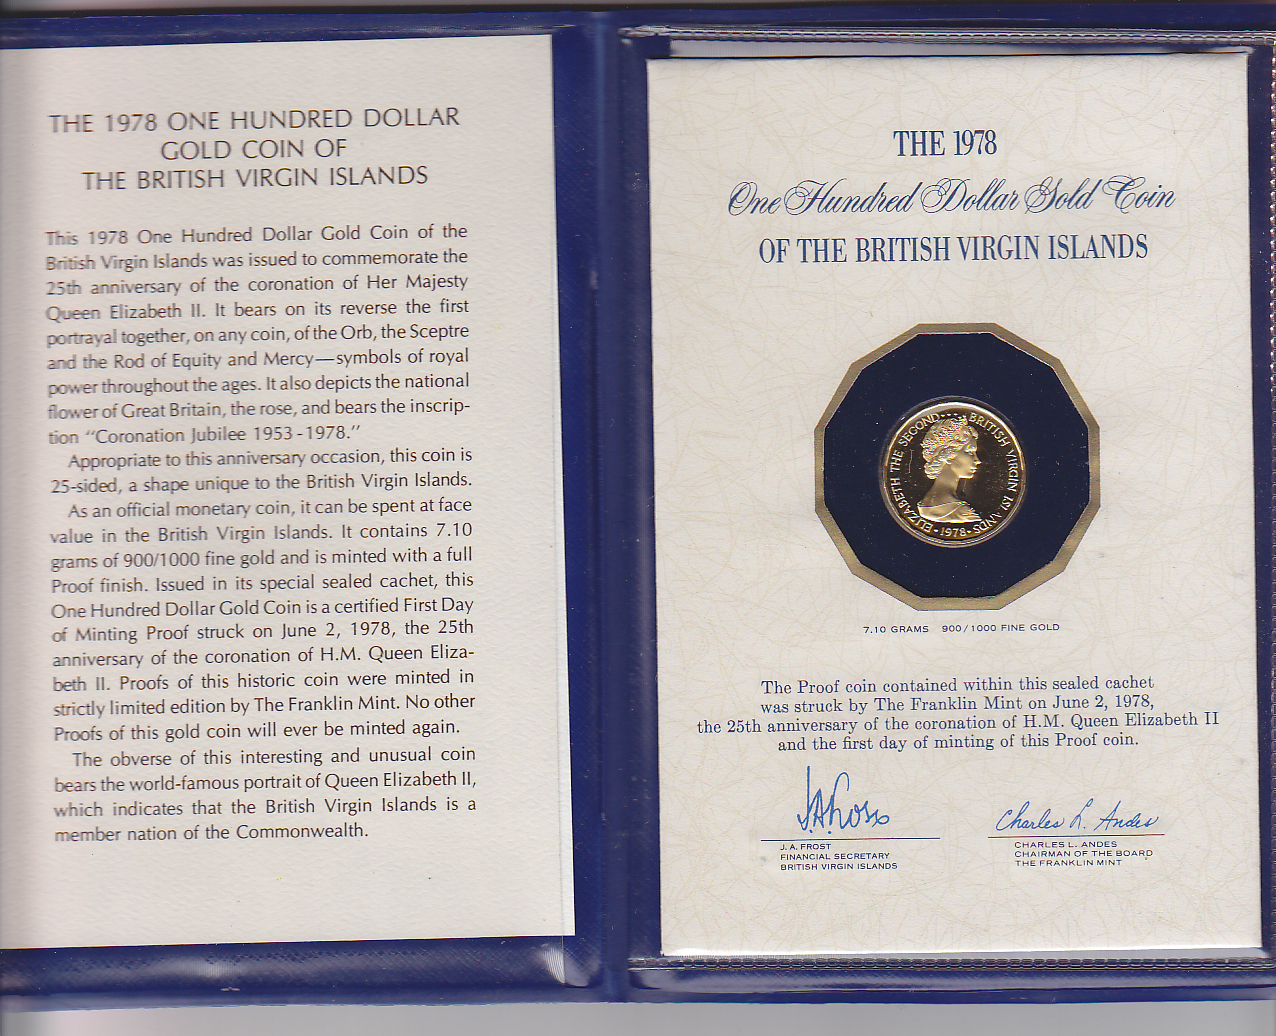 THE 1978 ONE HUNDRED DOLLAR
GOLD COIN OF
THE BRITISH VIRGIN ISLANDS
This 1978 One Hundred Dollar Gold Coin of the
British Virgin Islands was issued to commemorate the
25th anniversary of the coronation of Her Majesty
Queen Elizabeth II. It bears on its reverse the first
portrayal together, on any coin, of the Orb, the Sceptre
and the Rod of Equity and Mercy—symbols of royal
power throughout the ages. It also depicts the national
flower of Great Britain, the rose, and bears the inscrip-
tion “Coronation Jubilee 1953-1978.”
Appropriate to this anniversary occasion, this coin is
25-sided, a shape unique to the British Virgin Islands.
As an official monetary coin, it can be spent at face
value in the British Virgin Islands. It contains 7.10
grams of 900/1000 fine gold and is minted with a full
Proof finish. Issued in its special sealed cachet, this
One Hundred Dollar Gold Coin is a certified First Day
of Minting Proof struck on June 2, 1978, the 25th
anniversary of the coronation of H.M. Queen Eliza-
beth II. Proofs of this historic coin were minted in
strictly limited edition by The Franklin Mint. No other
Proofs of this gold coin will ever be minted again.
The obverse of this interesting and unusual coin
bears the world-famous portrait of Queen Elizabeth II,
which indicates that the British Virgin Islands is a
member nation of the Commonwealth.
THE 1978
One Hundred Dollar Gold Coin
OF THE BRITISH VIRGIN ISLANDS
ELIZABETH THE SECOND BRITISH VIRGIN ISLANDS
·1978·
7.10 GRAMS 900/1000 FINE GOLD
The Proof coin contained within this sealed cachet
was struck by The Franklin Mint on June 2, 1978,
the 25th anniversary of the coronation of H.M. Queen Elizabeth II
and the first day of minting of this Proof coin.
J.A. Frost
J. A. FROST
FINANCIAL SECRETARY
BRITISH VIRGIN ISLANDS
Charles L. Andes
CHARLES L. ANDES
CHAIRMAN OF THE BOARD
THE FRANKLIN MINT